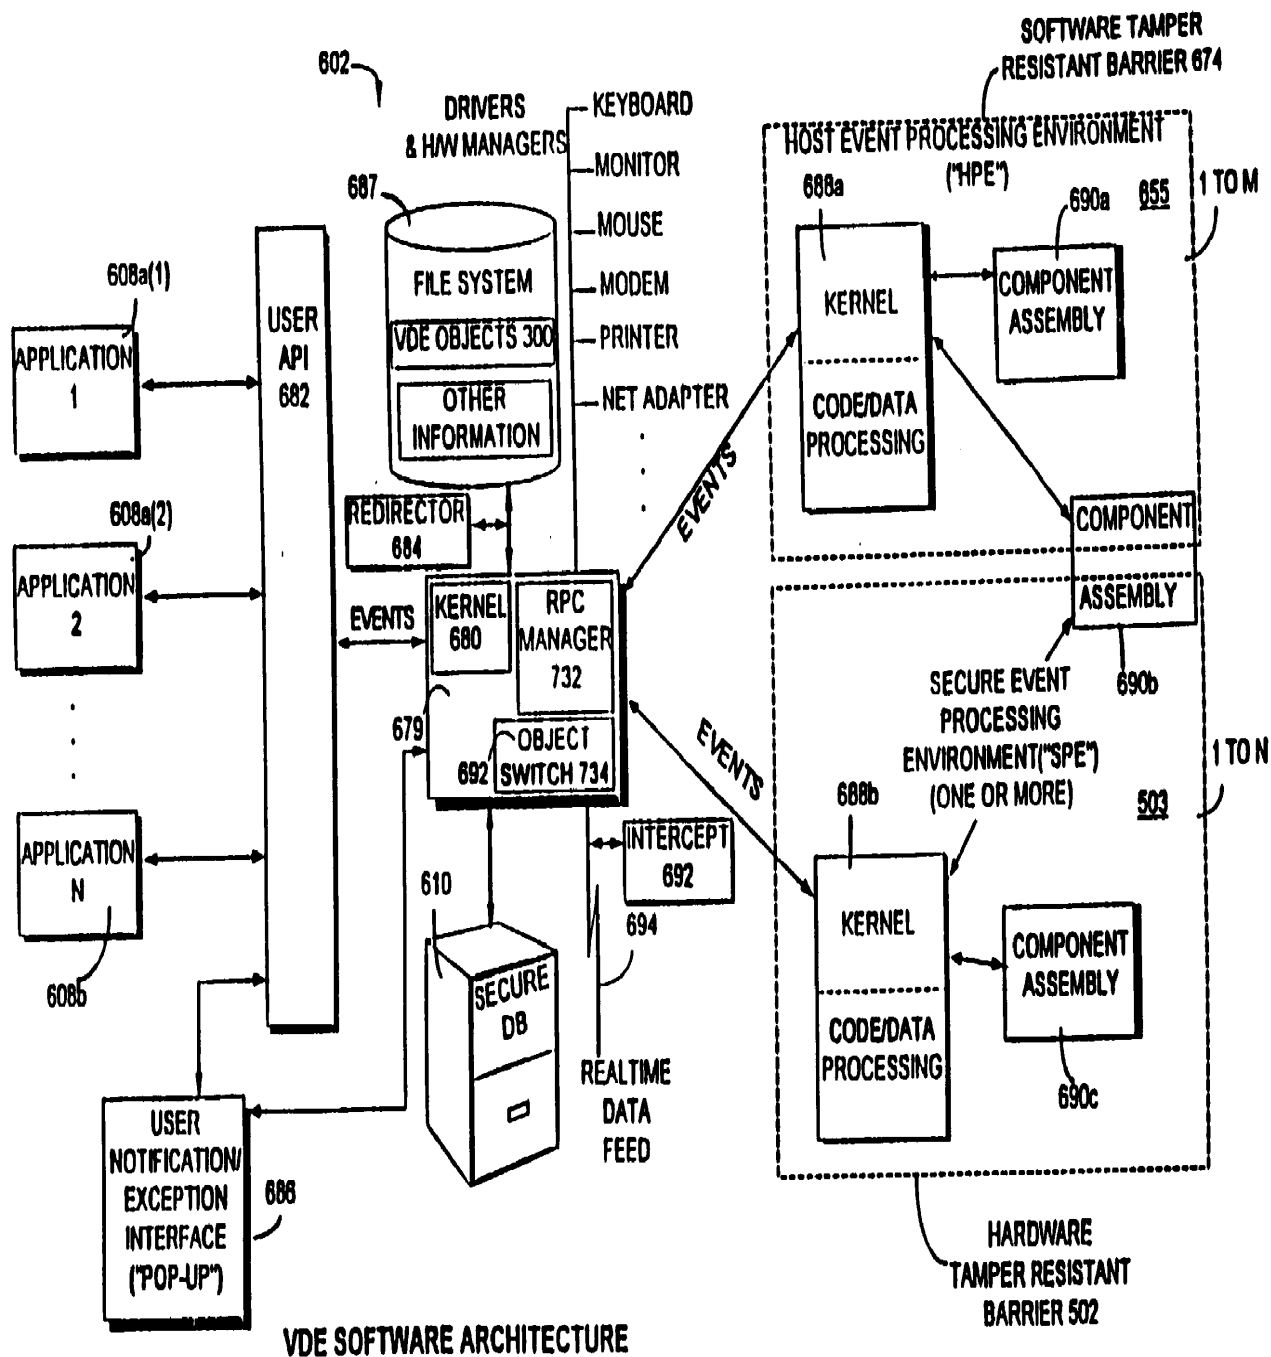 SOFTWARE TAMPER
RESISTANT BARRIER 674
602
DRIVERS
& H/W MANAGERS
KEYBOARD
MONITOR
MOUSE
MODEM
PRINTER
NET ADAPTER
687
FILE SYSTEM
VDE OBJECTS 300
OTHER
INFORMATION
HOST EVENT PROCESSING ENVIRONMENT
("HPE")
655
1 TO M
688a
KERNEL
CODE/DATA
PROCESSING
690a
COMPONENT
ASSEMBLY
608a(1)
APPLICATION
1
608a(2)
APPLICATION
2
APPLICATION
N
608b
USER
API
682
REDIRECTOR
684
EVENTS
KERNEL
680
RPC
MANAGER
732
679
692
OBJECT
SWITCH 734
EVENTS
EVENTS
COMPONENT
ASSEMBLY
690b
SECURE EVENT
PROCESSING
ENVIRONMENT("SPE")
(ONE OR MORE)
1 TO N
503
688b
KERNEL
CODE/DATA
PROCESSING
COMPONENT
ASSEMBLY
690c
INTERCEPT
692
694
610
SECURE
DB
REALTIME
DATA
FEED
USER
NOTIFICATION/
EXCEPTION
INTERFACE
("POP-UP")
686
HARDWARE
TAMPER RESISTANT
BARRIER 502
VDE SOFTWARE ARCHITECTURE